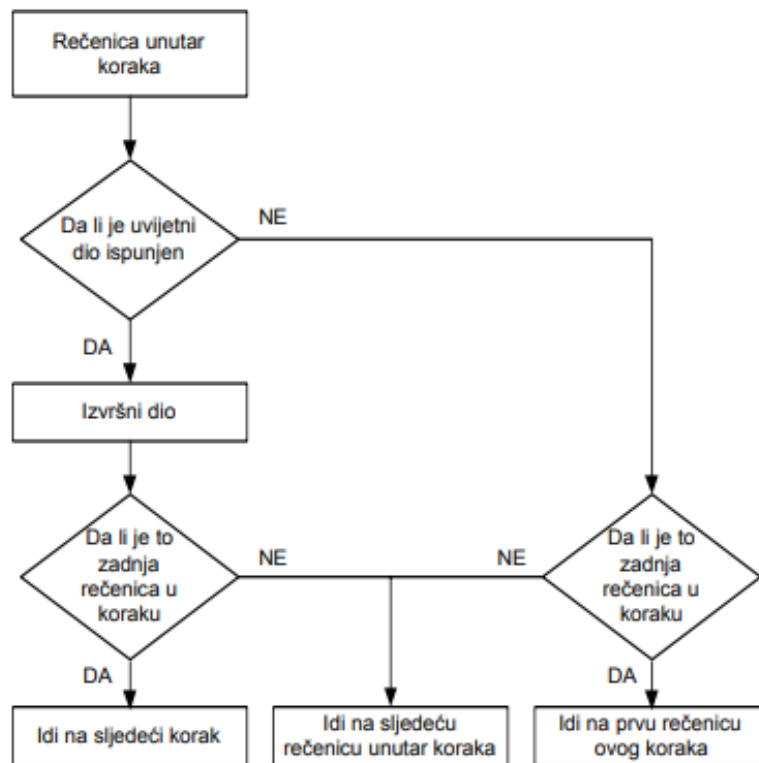 Rečenica unutar
koraka
Da li je uvijetni
dio ispunjen
NE
DA
Izvršni dio
Da li je to
zadnja
rečenica u
koraku
NE
NE
Da li je to
zadnja
rečenica u
koraku
DA
DA
Idi na sljedeći korak
Idi na sljedeću
rečenicu unutar koraka
Idi na prvu rečenicu
ovog koraka